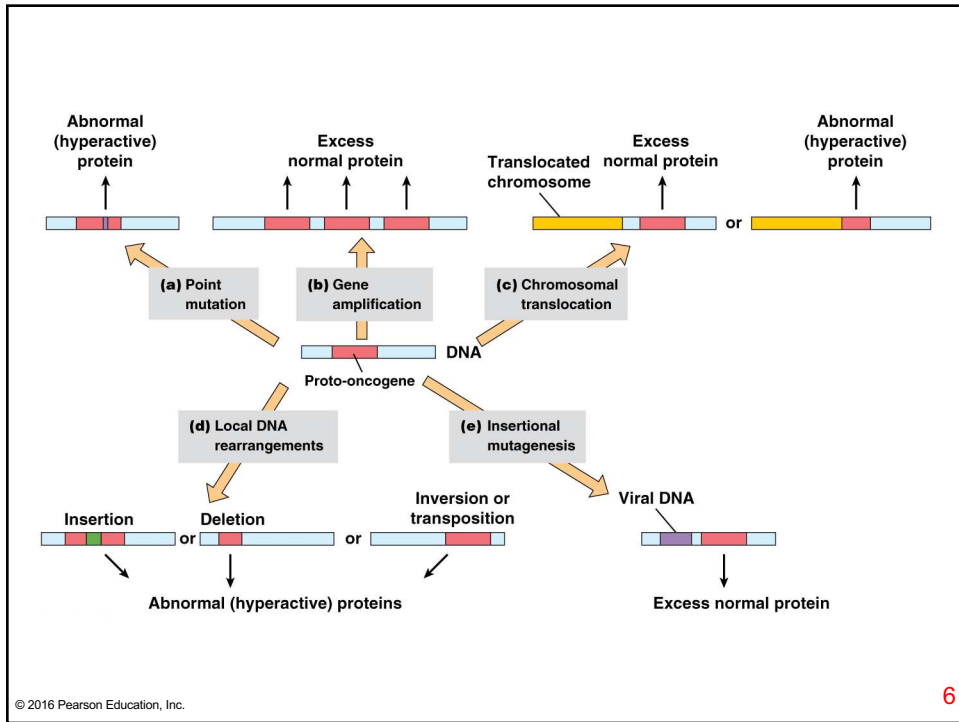 Abnormal
(hyperactive)
protein
Excess
normal protein
Translocated
chromosome
Excess
normal protein
Abnormal
(hyperactive)
protein
or
(a) Point
mutation
(b) Gene
amplification
(c) Chromosomal
translocation
DNA
Proto-oncogene
(d) Local DNA
rearrangements
(e) Insertional
mutagenesis
Insertion
or
Deletion
or
Inversion or
transposition
Viral DNA
Abnormal (hyperactive) proteins
Excess normal protein
© 2016 Pearson Education, Inc.
6